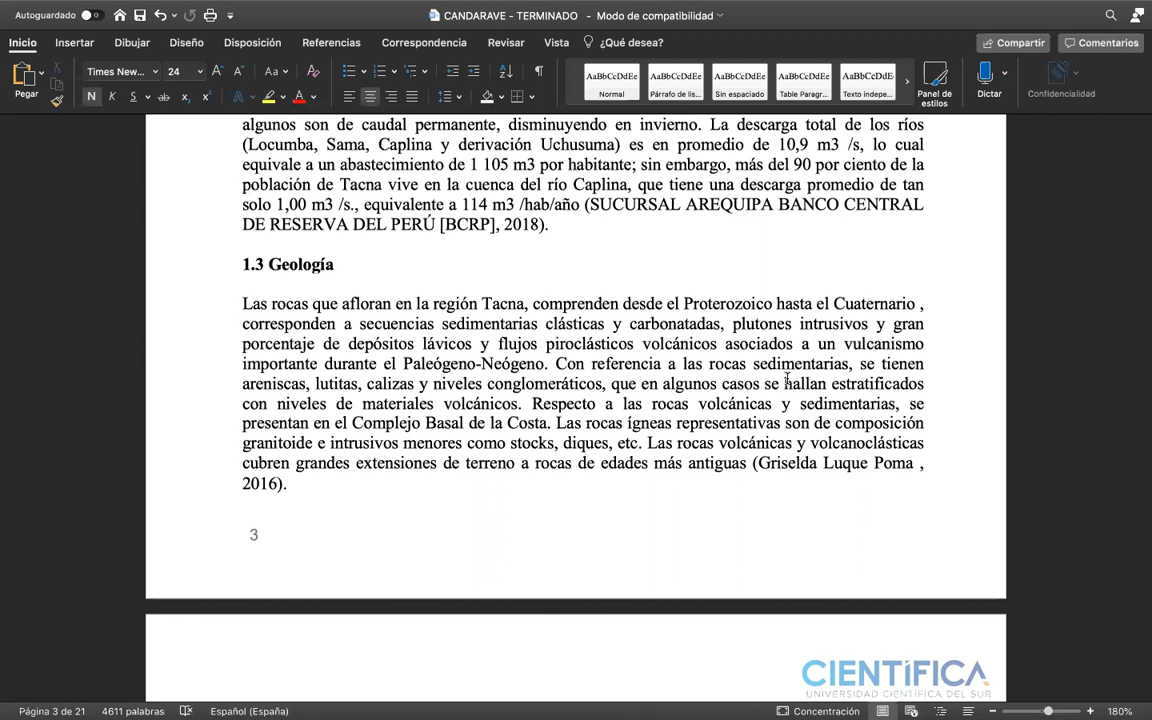 Autoguardado
CANDARAVE - TERMINADO - Modo de compatibilidad
Inicio Insertar Dibujar Diseño Disposición Referencias Correspondencia Revisar Vista ¿Qué desea? Compartir Comentarios
Pegar
Times New... 24 Aa
N K S ab x₂ x² A A
AaBbCcDdEe AaBbCcDdEe AaBbCcDdEe AaBbCcDdEe AaBbCcDdE
Normal Párrafo de lis... Sin espaciado Table Paragr... Texto indepe...
Panel de estilos
Dictar
Confidencialidad
algunos son de caudal permanente, disminuyendo en invierno. La descarga total de los ríos
(Locumba, Sama, Caplina y derivación Uchusuma) es en promedio de 10,9 m3 /s, lo cual
equivale a un abastecimiento de 1 105 m3 por habitante; sin embargo, más del 90 por ciento de la
población de Tacna vive en la cuenca del río Caplina, que tiene una descarga promedio de tan
solo 1,00 m3 /s., equivalente a 114 m3 /hab/año (SUCURSAL AREQUIPA BANCO CENTRAL
DE RESERVA DEL PERÚ [BCRP], 2018).
1.3 Geología
Las rocas que afloran en la región Tacna, comprenden desde el Proterozoico hasta el Cuaternario ,
corresponden a secuencias sedimentarias clásticas y carbonatadas, plutones intrusivos y gran
porcentaje de depósitos lávicos y flujos piroclásticos volcánicos asociados a un vulcanismo
importante durante el Paleógeno-Neógeno. Con referencia a las rocas sedimentarias, se tienen
areniscas, lutitas, calizas y niveles conglomeráticos, que en algunos casos se hallan estratificados
con niveles de materiales volcánicos. Respecto a las rocas volcánicas y sedimentarias, se
presentan en el Complejo Basal de la Costa. Las rocas ígneas representativas son de composición
granitoide e intrusivos menores como stocks, diques, etc. Las rocas volcánicas y volcanoclásticas
cubren grandes extensiones de terreno a rocas de edades más antiguas (Griselda Luque Poma ,
2016).
3
CIENTÍFICA
UNIVERSIDAD CIENTÍFICA DEL SUR
Página 3 de 21 4611 palabras Español (España) Concentración 180%